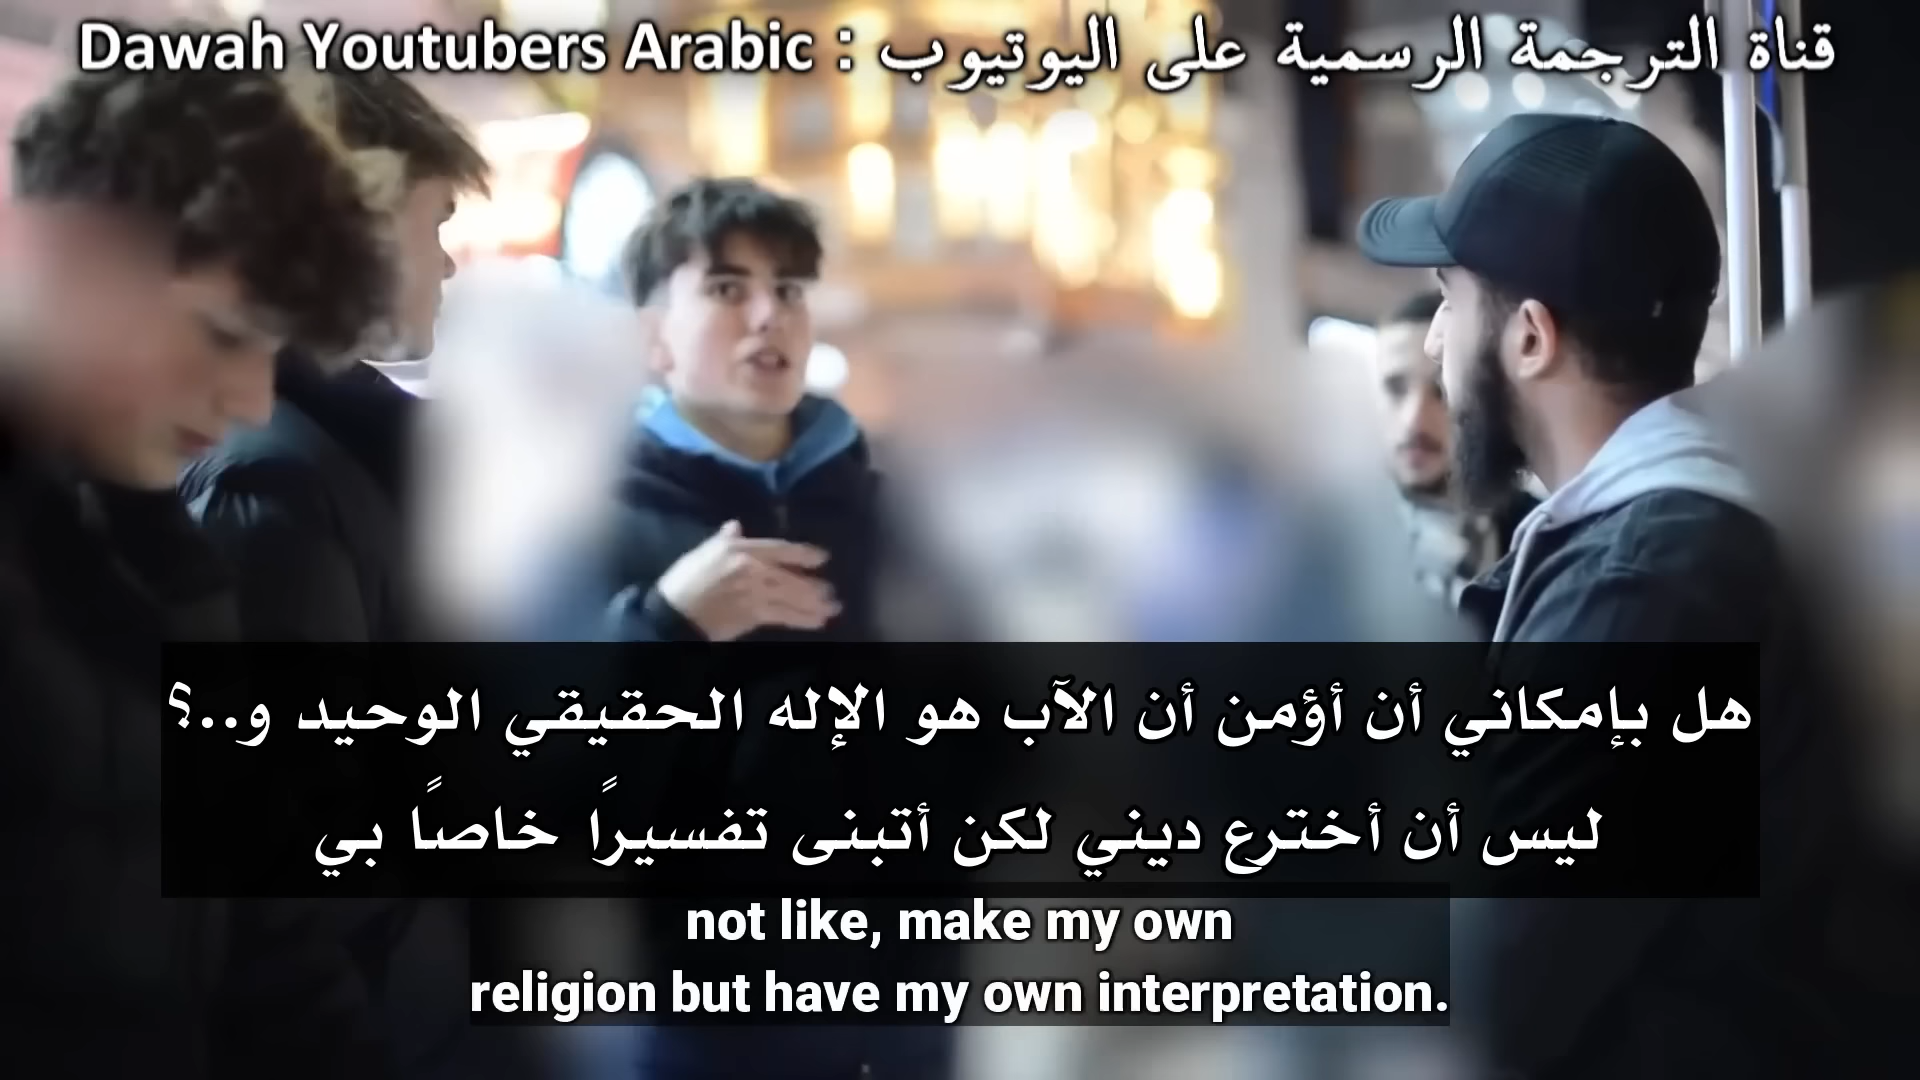 قناة الترجمة الرسمية على اليوتيوب : Dawah Youtubers Arabic
هل بإمكاني أن أؤمن أن الآب هو الإله الحقيقي الوحيد و..؟
ليس أن أخترع ديني لكن أتبنى تفسيرًا خاصًا بي
not like, make my own
religion but have my own interpretation.